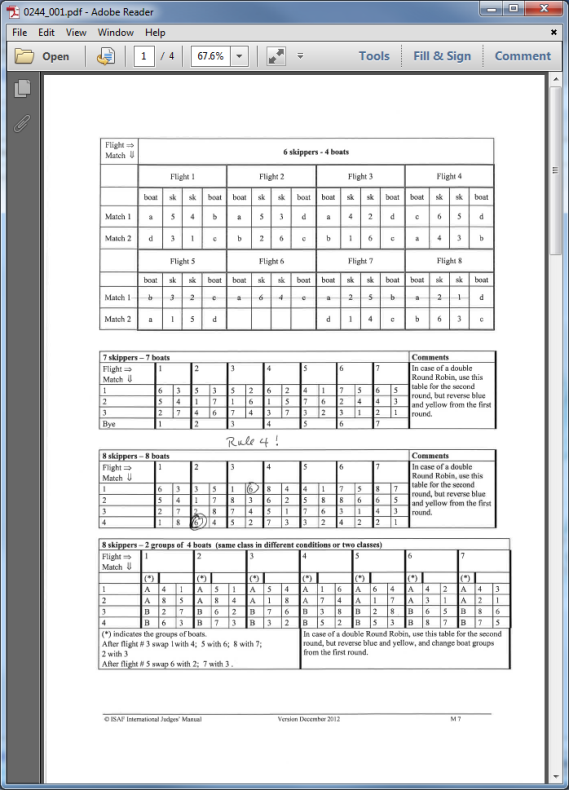 0244_001.pdf - Adobe Reader
File Edit View Window Help
Open 1 / 4 67.6% Tools Fill & Sign Comment
Flight ⇒
Match ⇓
6 skippers - 4 boats
Flight 1 Flight 2 Flight 3 Flight 4
boat sk sk boat boat sk sk boat boat sk sk boat boat sk sk boat
Match 1 a 5 4 b a 5 3 d a 4 2 d c 6 5 d
Match 2 d 3 1 c b 2 6 c b 1 6 c a 4 3 b
Flight 5 Flight 6 Flight 7 Flight 8
boat sk sk boat boat sk sk boat boat sk sk boat boat sk sk boat
Match 1 b 3 2 c a 6 4 c a 2 5 b a 2 1 d
Match 2 a 1 5 d d 1 4 c b 6 3 c
7 skippers – 7 boats Comments
Flight ⇒ 1 2 3 4 5 6 7 In case of a double
Match ⇓ Round Robin, use this
1 6 3 5 3 5 2 6 2 4 1 7 5 6 5 table for the second
2 5 4 1 7 1 6 1 5 7 6 2 4 4 3 round, but reverse blue
3 2 7 4 6 7 4 3 7 3 2 3 1 2 1 and yellow from the first
Bye 1 2 3 4 5 6 7 round.
Rule 4 !
8 skippers – 8 boats Comments
Flight ⇒ 1 2 3 4 5 6 7 In case of a double
Match ⇓ Round Robin, use this
1 6 3 3 5 1 6 8 4 4 1 7 5 8 7 table for the second
2 5 4 1 7 8 3 6 2 5 8 8 6 6 5 round, but reverse blue
3 2 7 2 8 7 4 5 1 7 6 3 1 4 3 and yellow from the first
4 1 8 6 4 5 2 7 3 3 2 4 2 2 1 round.
8 skippers – 2 groups of 4 boats (same class in different conditions or two classes)
Flight ⇒ 1 2 3 4 5 6 7
Match ⇓
(*) (*) (*) (*) (*) (*) (*)
1 A 4 1 A 5 1 A 5 4 A 1 6 A 6 4 A 4 2 A 4 3
2 A 8 5 A 8 4 A 1 8 A 7 4 A 1 7 A 3 1 A 2 1
3 B 2 7 B 6 2 B 7 6 B 3 8 B 2 8 B 6 5 B 8 6
4 B 6 3 B 7 3 B 3 2 B 5 2 B 5 3 B 8 7 B 7 5
(*) indicates the groups of boats.
After flight # 3 swap 1with 4; 5 with 6; 8 with 7;
2 with 3
After flight # 5 swap 6 with 2; 7 with 3 .
In case of a double Round Robin, use this table for the second
round, but reverse blue and yellow, and change boat groups
from the first round.
© ISAF International Judges' Manual Version December 2012 M 7